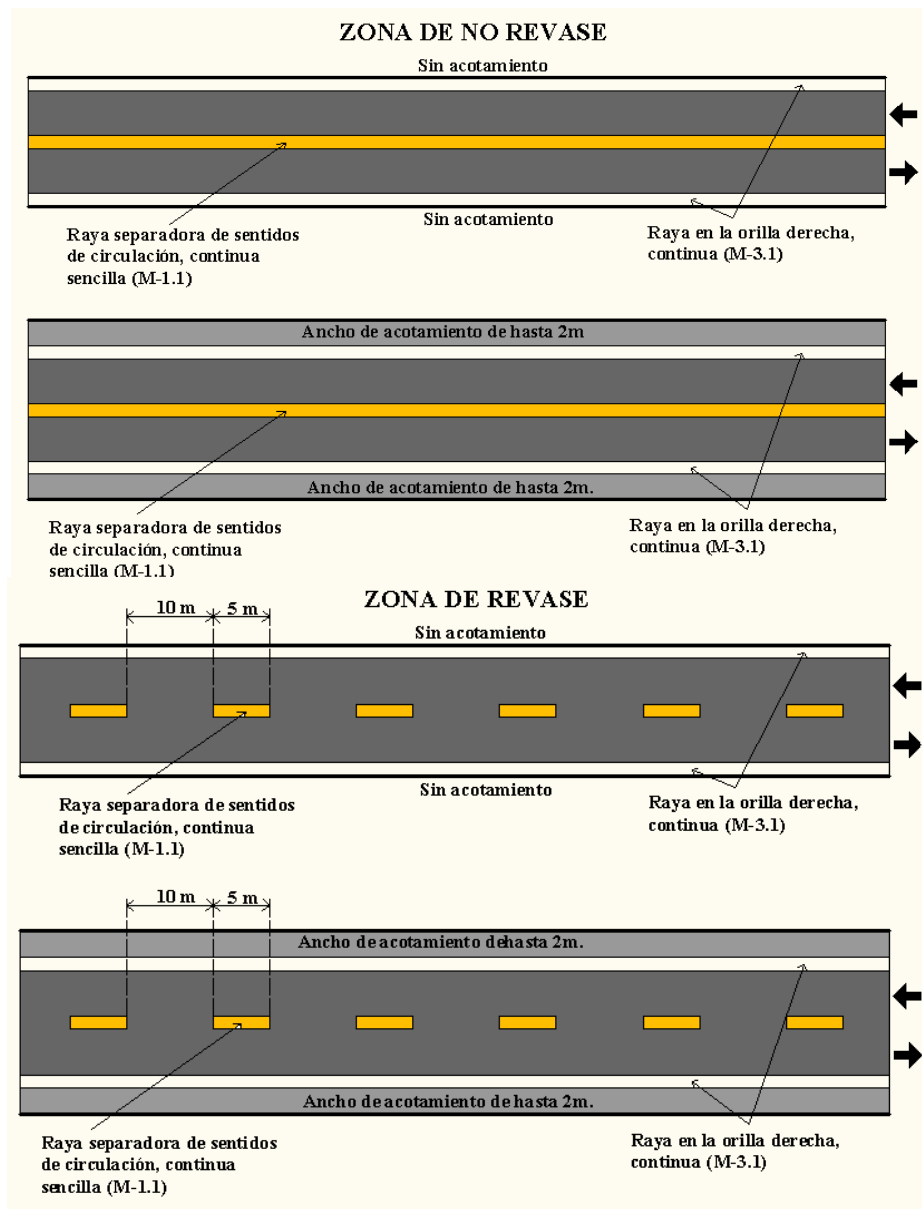 ZONA DE NO REVASE
Sin acotamiento
Sin acotamiento
Raya separadora de sentidos
de circulación, continua
sencilla (M-1.1)
Raya en la orilla derecha,
continua (M-3.1)
Ancho de acotamiento de hasta 2m
Ancho de acotamiento de hasta 2m.
Raya separadora de sentidos
de circulación, continua
sencilla (M-1.1)
Raya en la orilla derecha,
continua (M-3.1)
ZONA DE REVASE
10 m
5 m
Sin acotamiento
Sin acotamiento
Raya separadora de sentidos
de circulación, continua
sencilla (M-1.1)
Raya en la orilla derecha,
continua (M-3.1)
10 m
5 m
Ancho de acotamiento de hasta 2m.
Ancho de acotamiento de hasta 2m.
Raya separadora de sentidos
de circulación, continua
sencilla (M-1.1)
Raya en la orilla derecha,
continua (M-3.1)